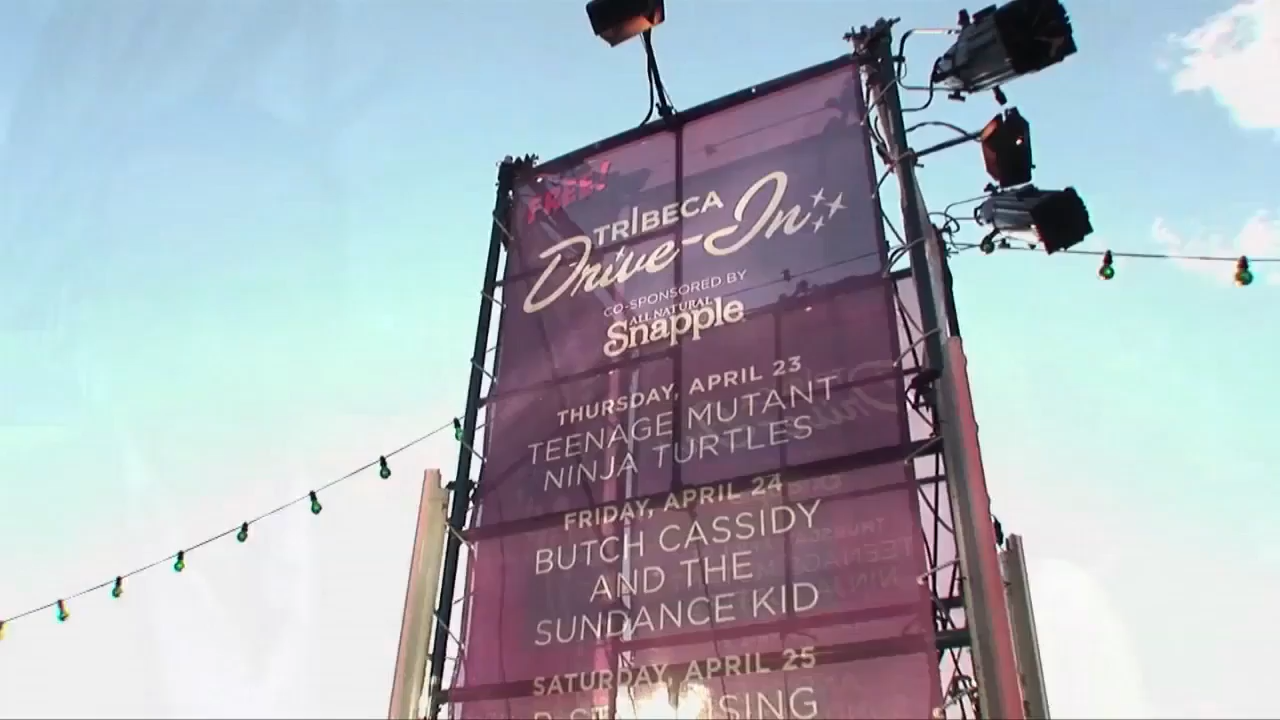 FREE!
TRIBECA
Drive-In
CO-SPONSORED BY
ALL NATURAL
Snapple
THURSDAY, APRIL 23
TEENAGE MUTANT
NINJA TURTLES
FRIDAY, APRIL 24
BUTCH CASSIDY
AND THE
SUNDANCE KID
SATURDAY, APRIL 25